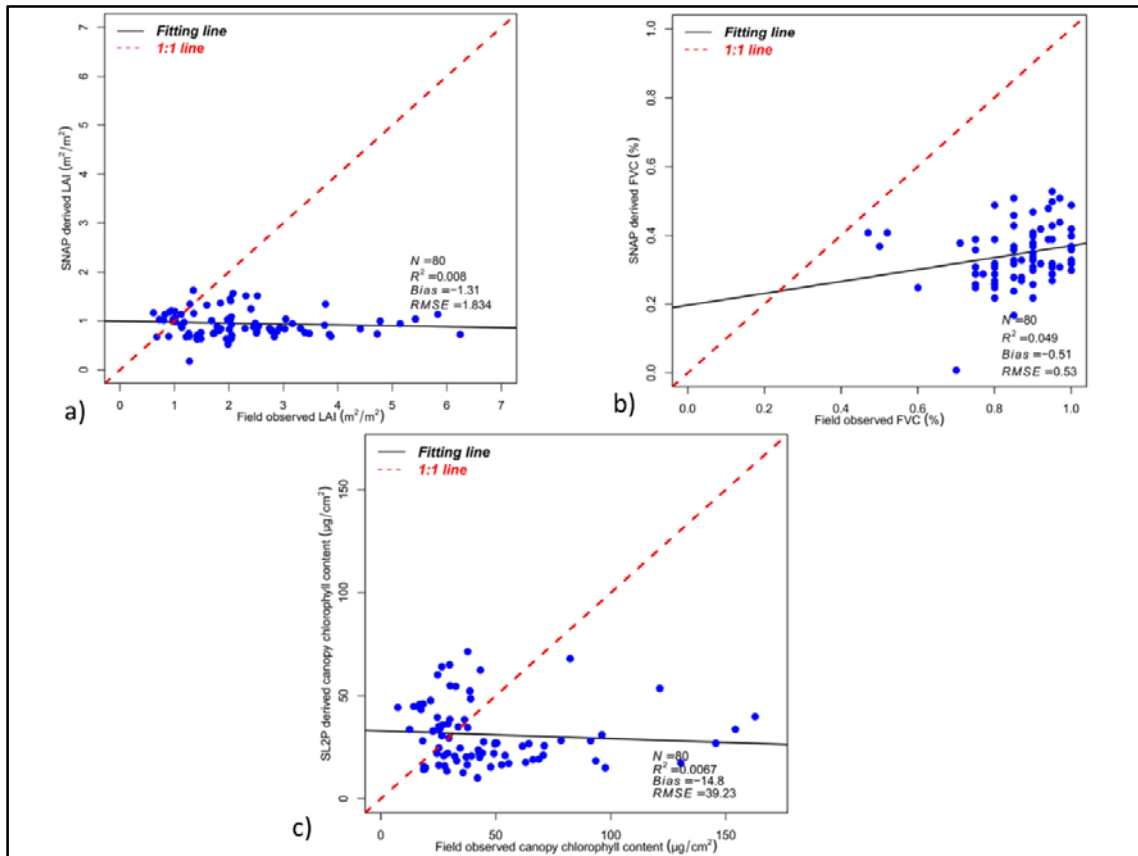 Fitting line
1:1 line
SNAP derived LAI (m²/m²)
7
6
5
4
3
2
1
0
N =80
R² =0.008
Bias =−1.31
RMSE =1.834
0 1 2 3 4 5 6 7
Field observed LAI (m²/m²)
a)
Fitting line
1:1 line
SNAP derived FVC (%)
1.0
0.8
0.6
0.4
0.2
0.0
N =80
R² =0.049
Bias =−0.51
RMSE =0.53
0.0 0.2 0.4 0.6 0.8 1.0
Field observed FVC (%)
b)
Fitting line
1:1 line
SL2P derived canopy chlorophyll content (µg/cm²)
150
100
50
0
N =80
R² =0.0067
Bias =−14.8
RMSE =39.23
0 50 100 150
Field observed canopy chlorophyll content (µg/cm²)
c)